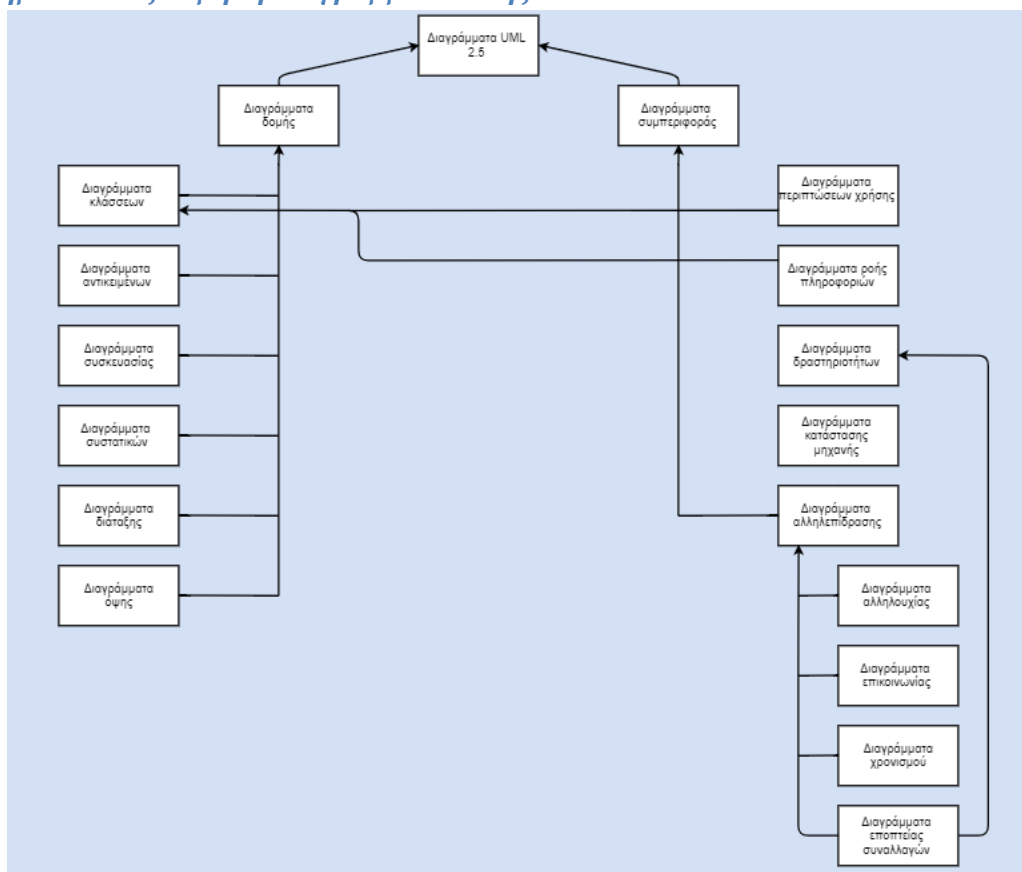 Διαγράμματα UML
2.5
Διαγράμματα
δομής
Διαγράμματα
συμπεριφοράς
Διαγράμματα
κλάσσεων
Διαγράμματα
περιπτώσεων χρήσης
Διαγράμματα
αντικειμένων
Διαγράμματα ροής
πληροφοριών
Διαγράμματα
συσκευασίας
Διαγράμματα
δραστηριοτήτων
Διαγράμματα
συστατικών
Διαγράμματα
κατάστασης
μηχανής
Διαγράμματα
διάταξης
Διαγράμματα
αλληλεπίδρασης
Διαγράμματα
όψης
Διαγράμματα
αλληλουχίας
Διαγράμματα
επικοινωνίας
Διαγράμματα
χρονισμού
Διαγράμματα
εποπτείας
συναλλαγών